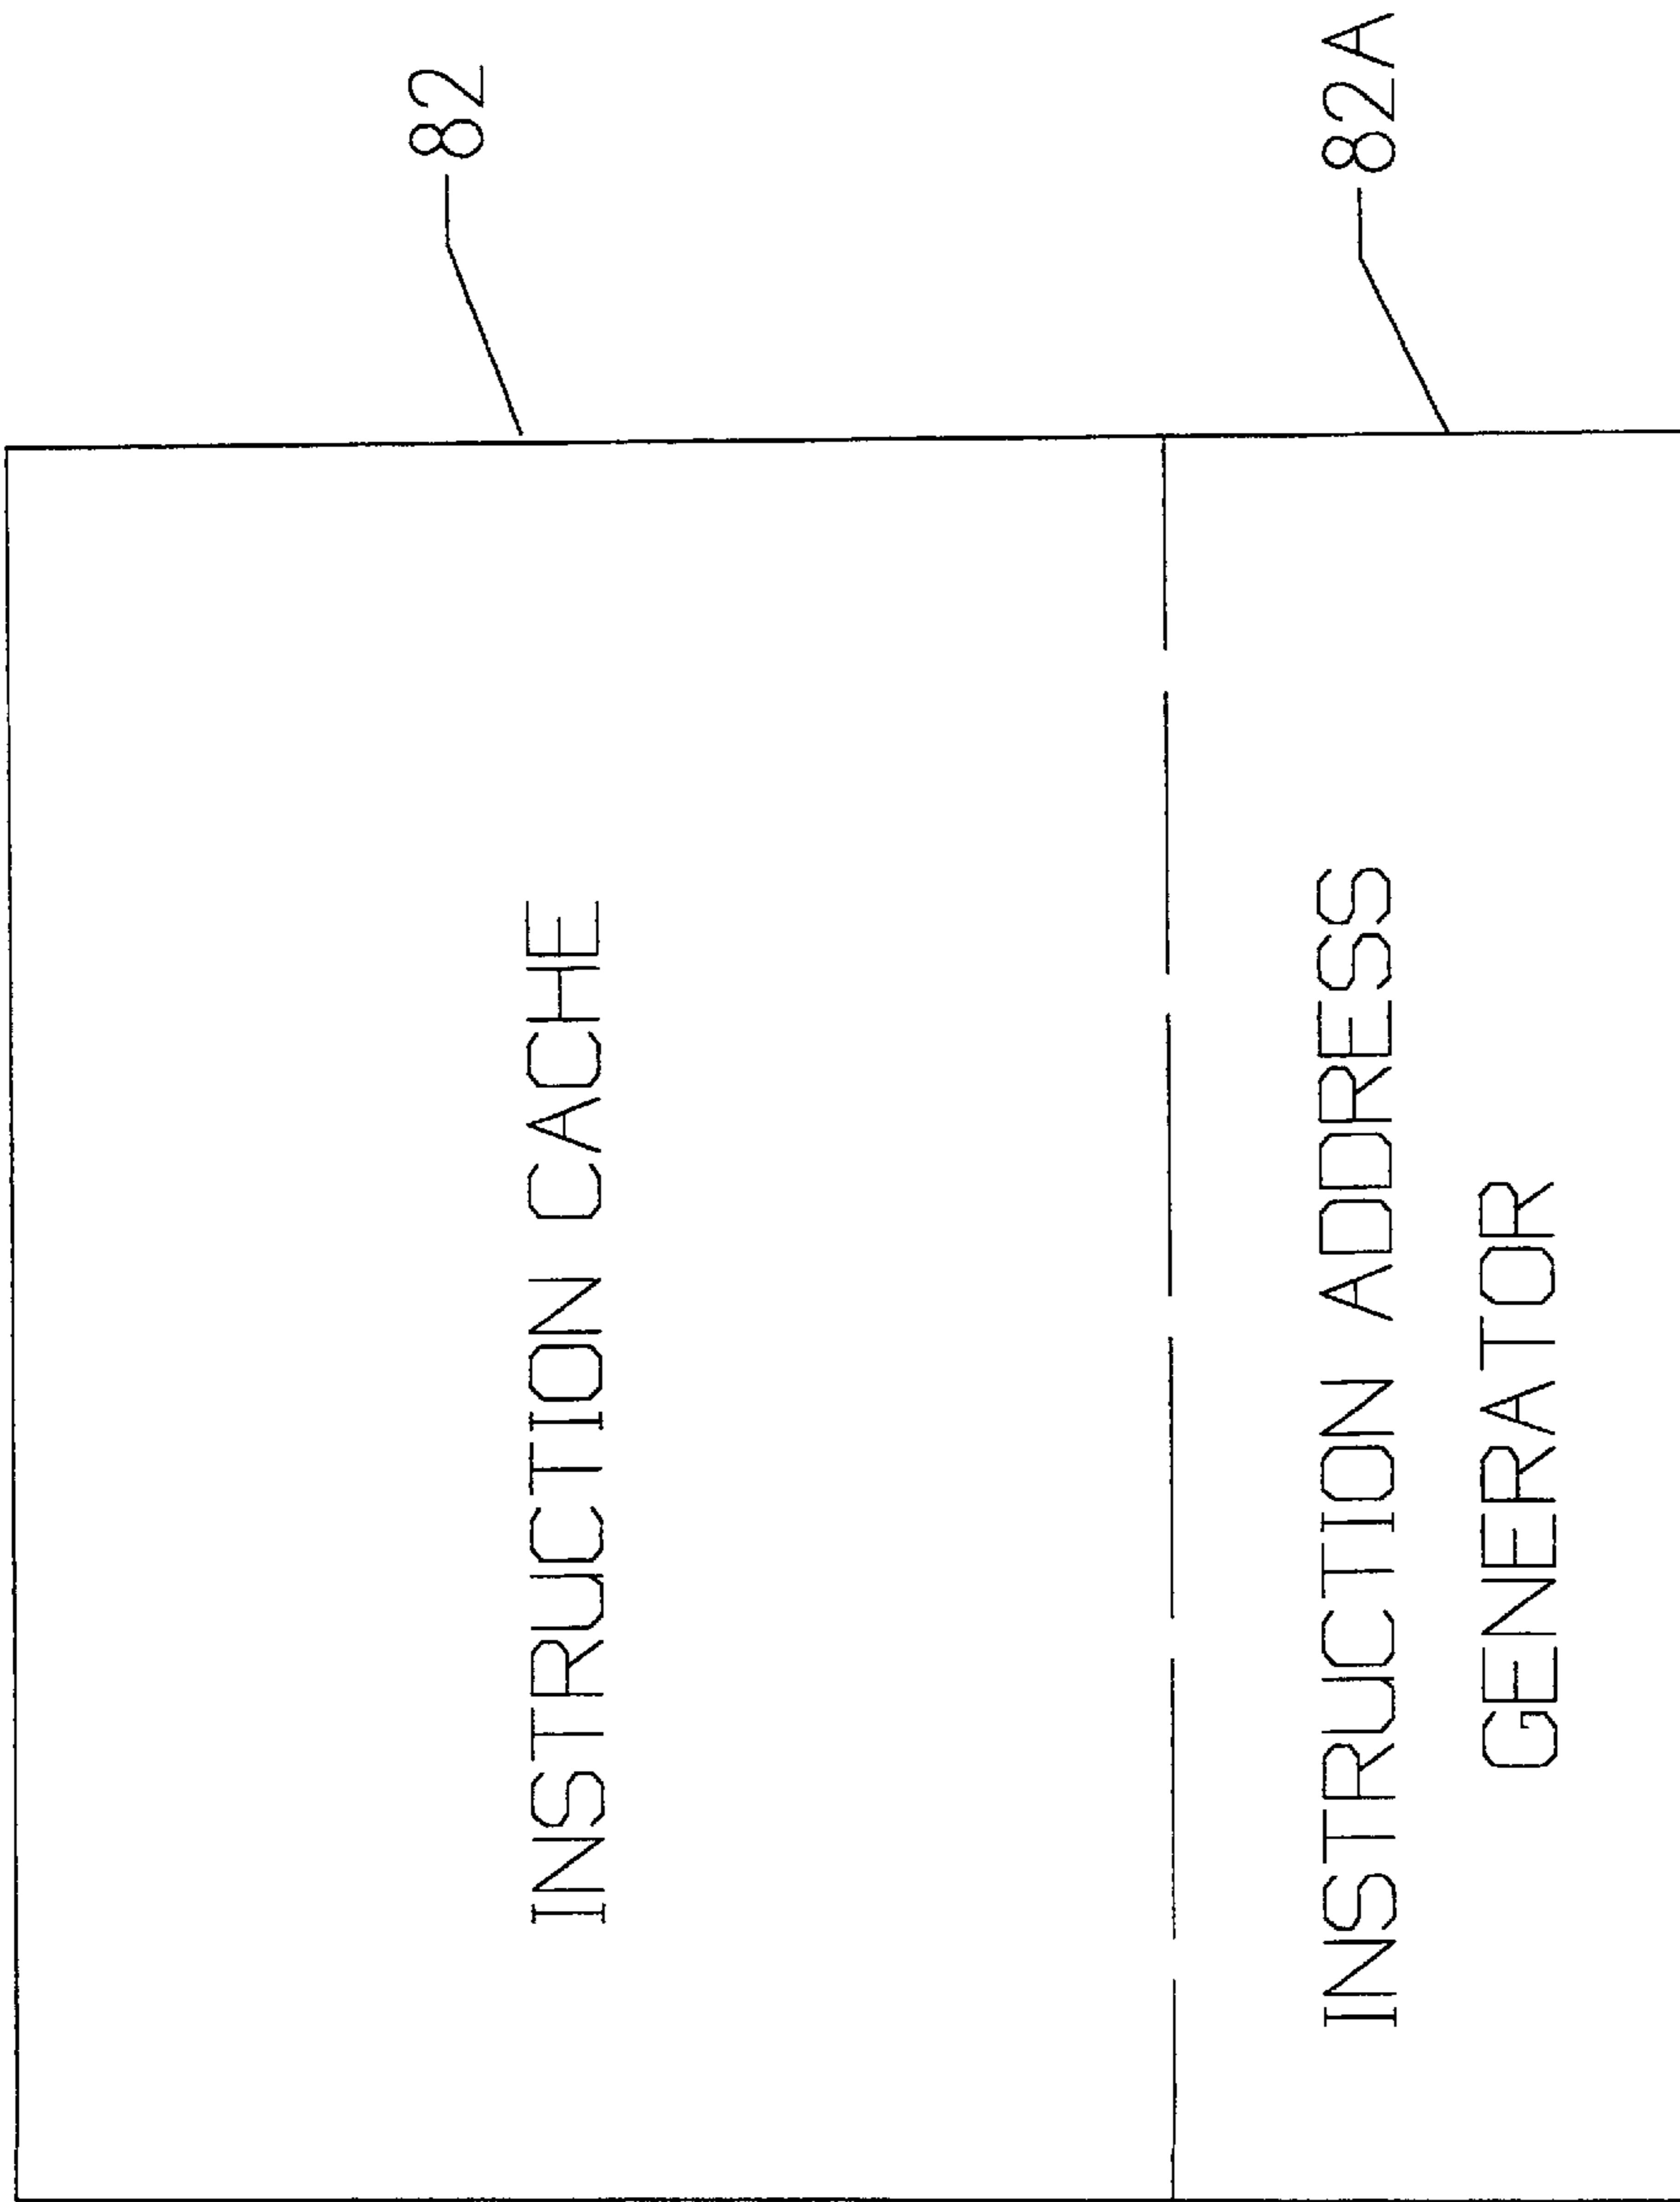 INSTRUCTION CACHE
82
INSTRUCTION ADDRESS
GENERATOR
82A